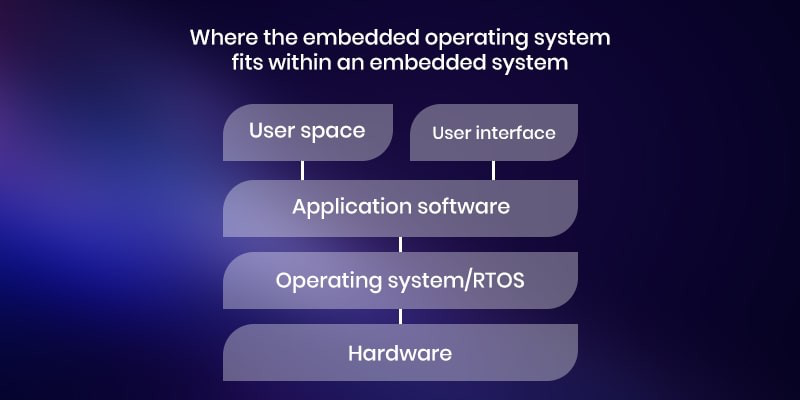 Where the embedded operating system
fits within an embedded system
User space
User interface
Application software
Operating system/RTOS
Hardware